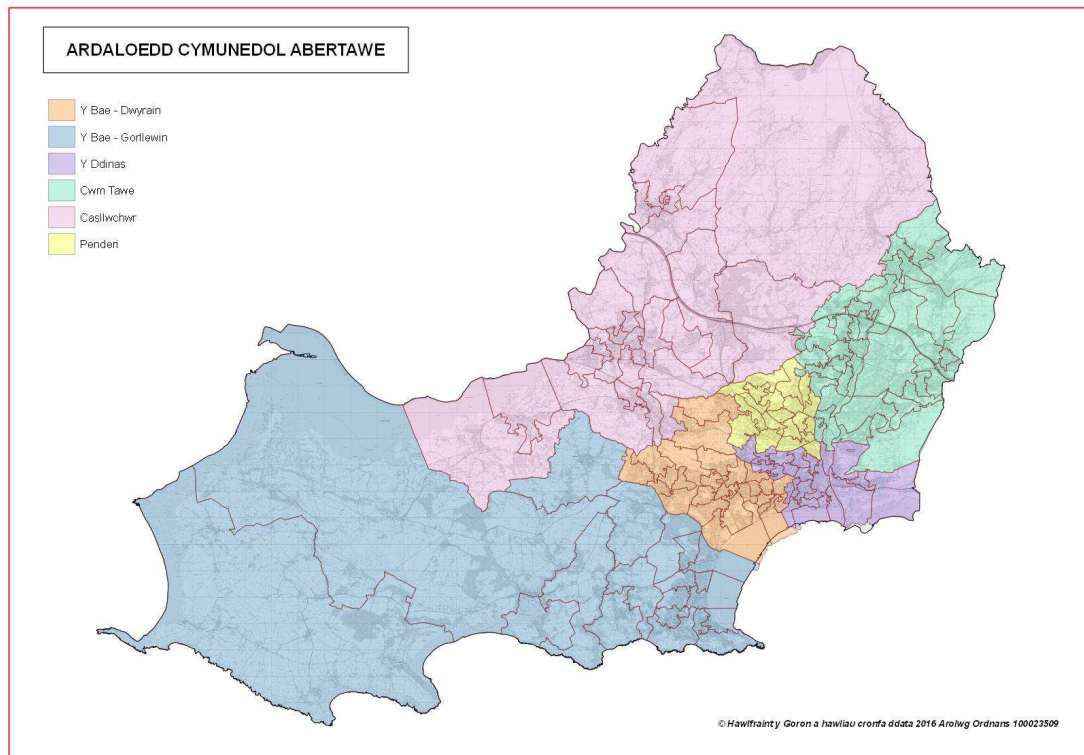 ARDALOEDD CYMUNEDOL ABERTAWE
Y Bae - Dwyrain
Y Bae - Gorllewin
Y Ddinas
Cwm Tawe
Casllwchwr
Penderi
© Hawlfraint y Goron a hawliau cronfa ddata 2016 Arolwg Ordnans 100023509